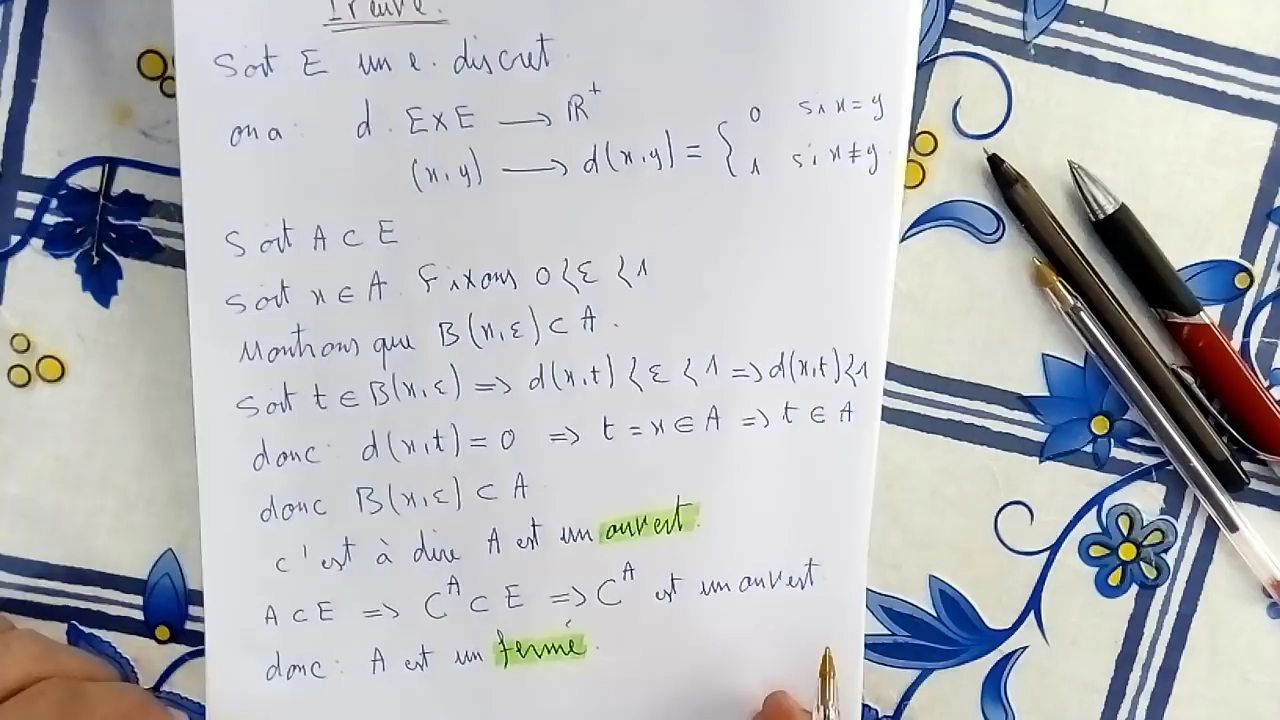 Preuve.
Soit E un e. discret.
on a: d: E×E ⟶ ℝ⁺
(x,y) ⟶ d(x,y) = { 0 si x=y
1 si x≠y.
Soit A ⊂ E
Soit x ∈ A. Fixons 0<ε<1
Montrons que B(x,ε) ⊂ A.
Soit t ∈ B(x,ε) => d(x,t) < ε < 1 => d(x,t) < 1
donc: d(x,t) = 0 => t = x ∈ A => t ∈ A
donc B(x,ε) ⊂ A
c'est à dire A est un ouvert.
A ⊂ E => C^A ⊂ E => C^A est un ouvert
donc: A est un fermé.